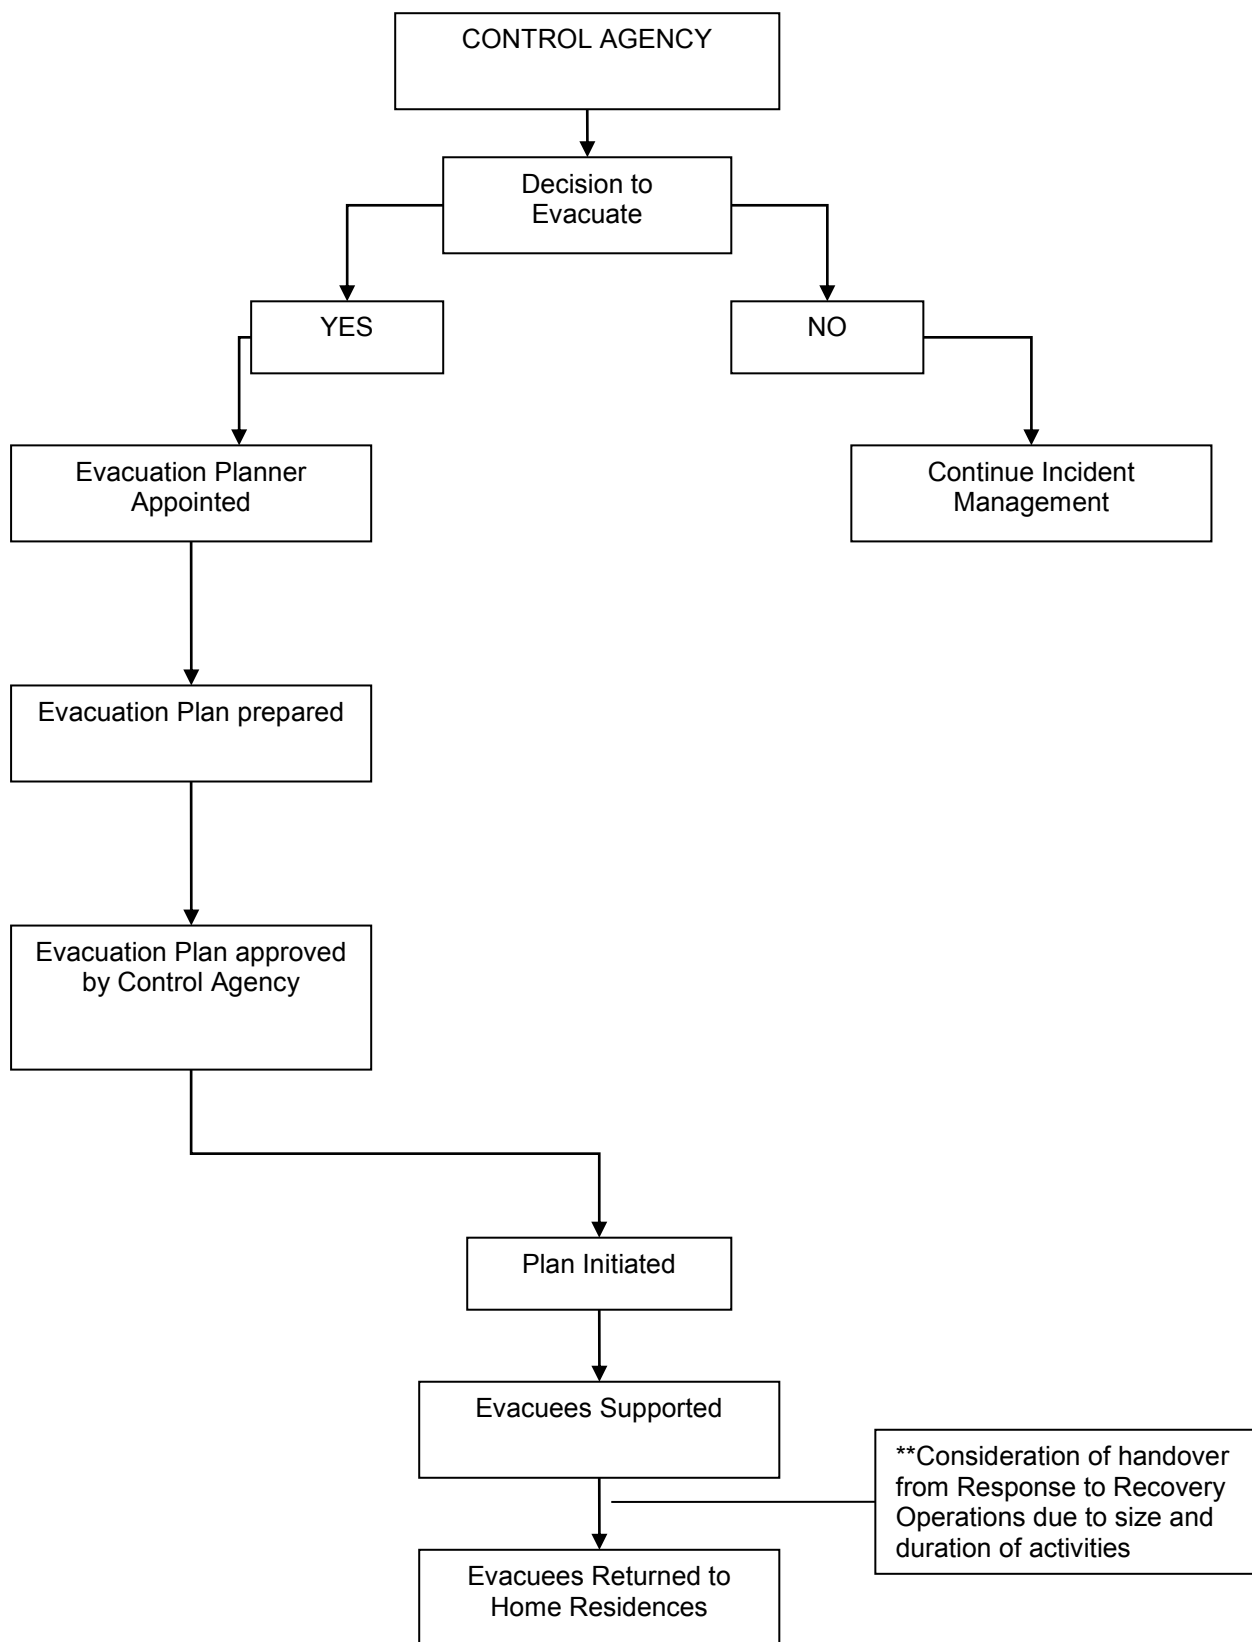 CONTROL AGENCY
Decision to
Evacuate
YES
NO
Evacuation Planner
Appointed
Continue Incident
Management
Evacuation Plan prepared
Evacuation Plan approved
by Control Agency
Plan Initiated
Evacuees Supported
**Consideration of handover
from Response to Recovery
Operations due to size and
duration of activities
Evacuees Returned to
Home Residences